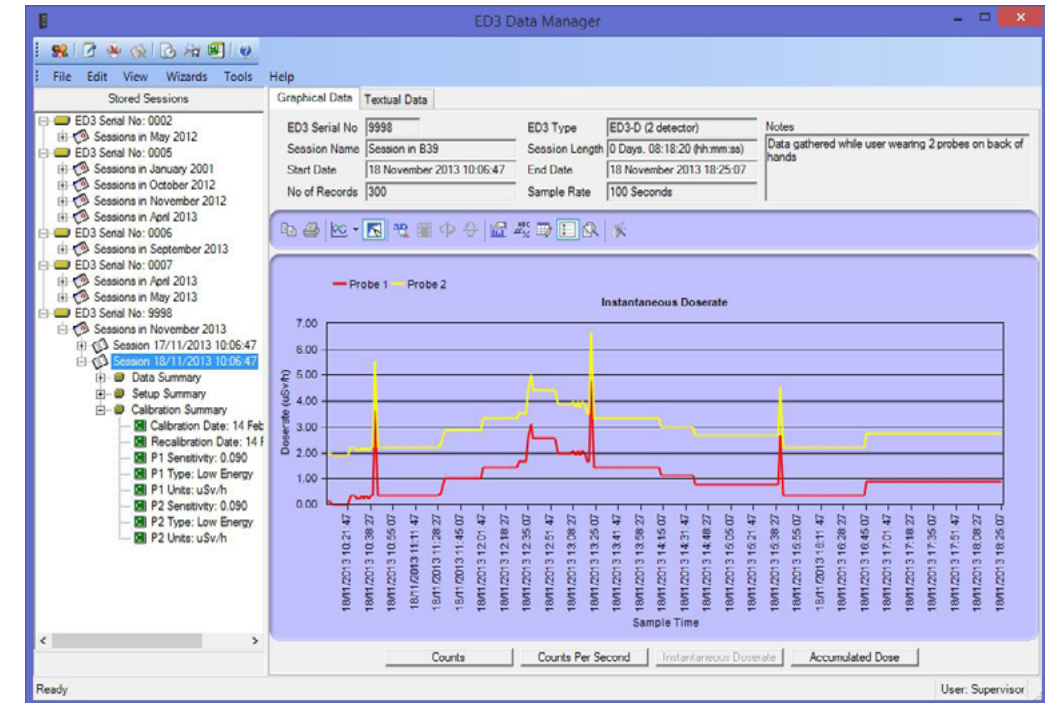 ED3 Data Manager
File Edit View Wizards Tools Help
Stored Sessions
ED3 Serial No: 0002
Sessions in May 2012
ED3 Serial No: 0005
Sessions in January 2001
Sessions in October 2012
Sessions in November 2012
Sessions in April 2013
ED3 Serial No: 0006
Sessions in September 2013
ED3 Serial No: 0007
Sessions in April 2013
Sessions in May 2013
ED3 Serial No: 9998
Sessions in November 2013
Session 17/11/2013 10:06:47
Session 18/11/2013 10:06:47
Data Summary
Setup Summary
Calibration Summary
Calibration Date: 14 Feb
Recalibration Date: 14 F
P1 Sensitivity: 0.090
P1 Type: Low Energy
P1 Units: uSv/h
P2 Sensitivity: 0.090
P2 Type: Low Energy
P2 Units: uSv/h
Graphical Data Textual Data
ED3 Serial No 9998 ED3 Type ED3-D (2 detector) Notes
Session Name Session in B39 Session Length 0 Days. 08:18:20 (hh:mm:ss)
Data gathered while user wearing 2 probes on back of
hands
Start Date 18 November 2013 10:06:47 End Date 18 November 2013 18:25:07
No of Records 300 Sample Rate 100 Seconds
Probe 1 Probe 2
Instantaneous Doserate
Doserate (uSv/h)
7.00
6.00
5.00
4.00
3.00
2.00
1.00
0.00
18/11/2013 10:21:47
18/11/2013 10:38:27
18/11/2013 10:55:07
18/11/2013 11:11:47
18/11/2013 11:28:27
18/11/2013 11:45:07
18/11/2013 12:01:47
18/11/2013 12:18:27
18/11/2013 12:35:07
18/11/2013 12:51:47
18/11/2013 13:08:27
18/11/2013 13:25:07
18/11/2013 13:41:47
18/11/2013 13:58:27
18/11/2013 14:15:07
18/11/2013 14:31:47
18/11/2013 14:48:27
18/11/2013 15:05:07
18/11/2013 15:21:47
18/11/2013 15:38:27
18/11/2013 15:55:07
18/11/2013 16:11:47
18/11/2013 16:28:27
18/11/2013 16:45:07
18/11/2013 17:01:47
18/11/2013 17:18:27
18/11/2013 17:35:07
18/11/2013 17:51:47
18/11/2013 18:08:27
18/11/2013 18:25:07
Sample Time
Counts Counts Per Second Instantaneous Doserate Accumulated Dose
Ready User: Supervisor